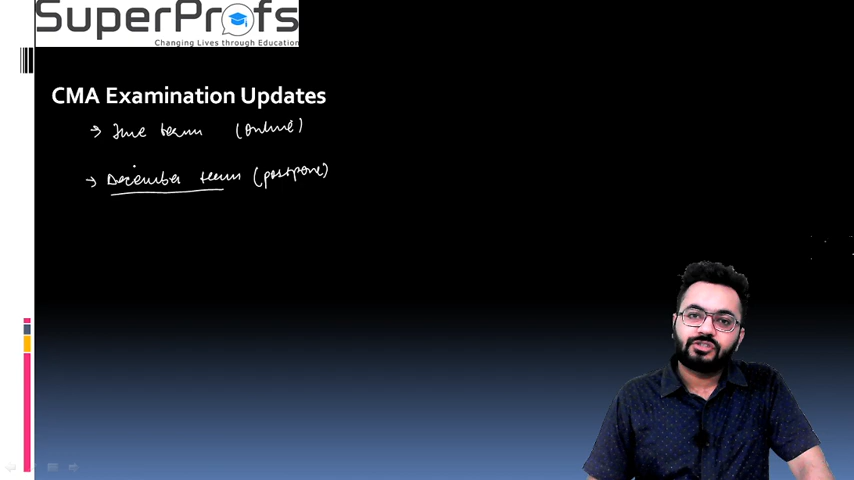 SuperProfs
Changing Lives through Education
CMA Examination Updates
→ June term (online)
→ December term (postpone)